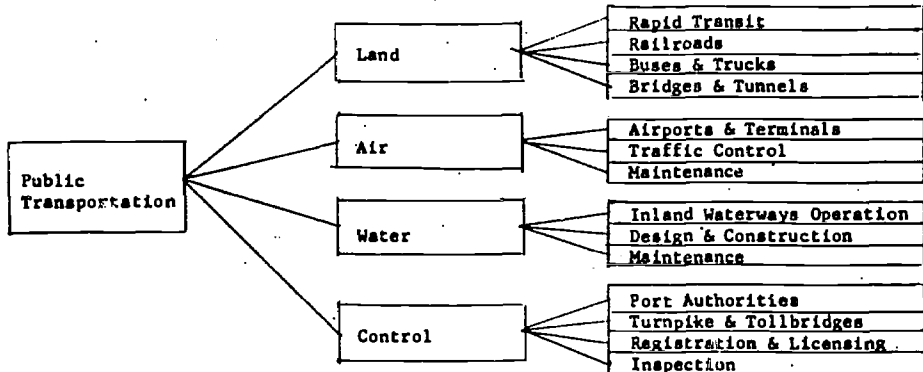 Public
Transportation
Land
Rapid Transit
Railroads
Buses & Trucks
Bridges & Tunnels
Air
Airports & Terminals
Traffic Control
Maintenance
Water
Inland Waterways Operation
Design & Construction
Maintenance
Control
Port Authorities
Turnpike & Tollbridges
Registration & Licensing
Inspection